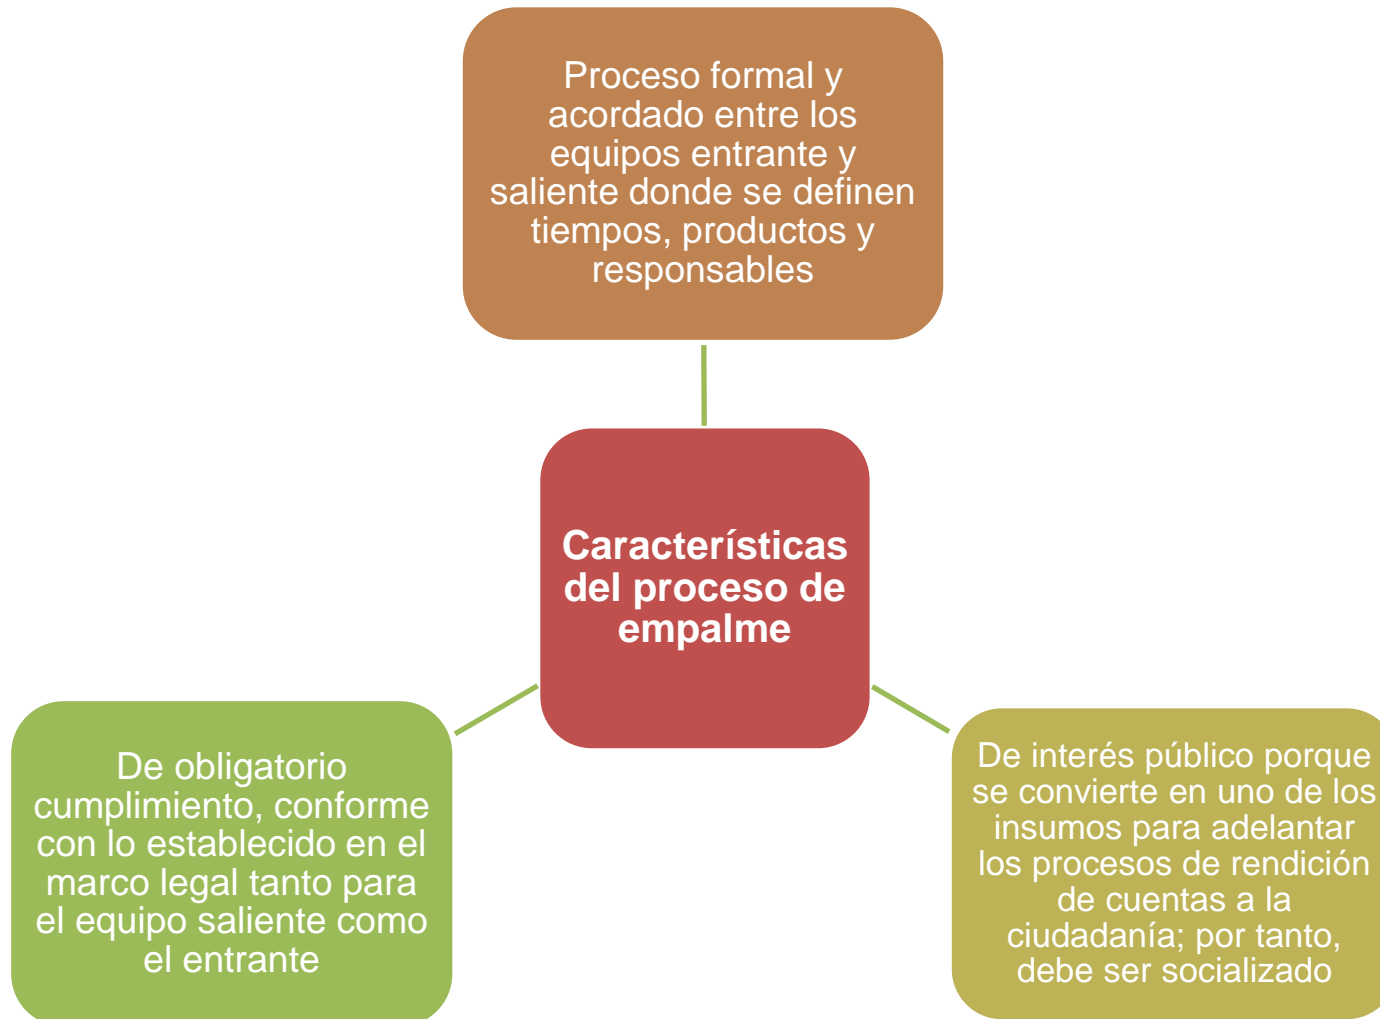 Proceso formal y
acordado entre los
equipos entrante y
saliente donde se definen
tiempos, productos y
responsables
Características
del proceso de
empalme
De obligatorio
cumplimiento, conforme
con lo establecido en el
marco legal tanto para
el equipo saliente como
el entrante
De interés público porque
se convierte en uno de los
insumos para adelantar
los procesos de rendición
de cuentas a la
ciudadanía; por tanto,
debe ser socializado